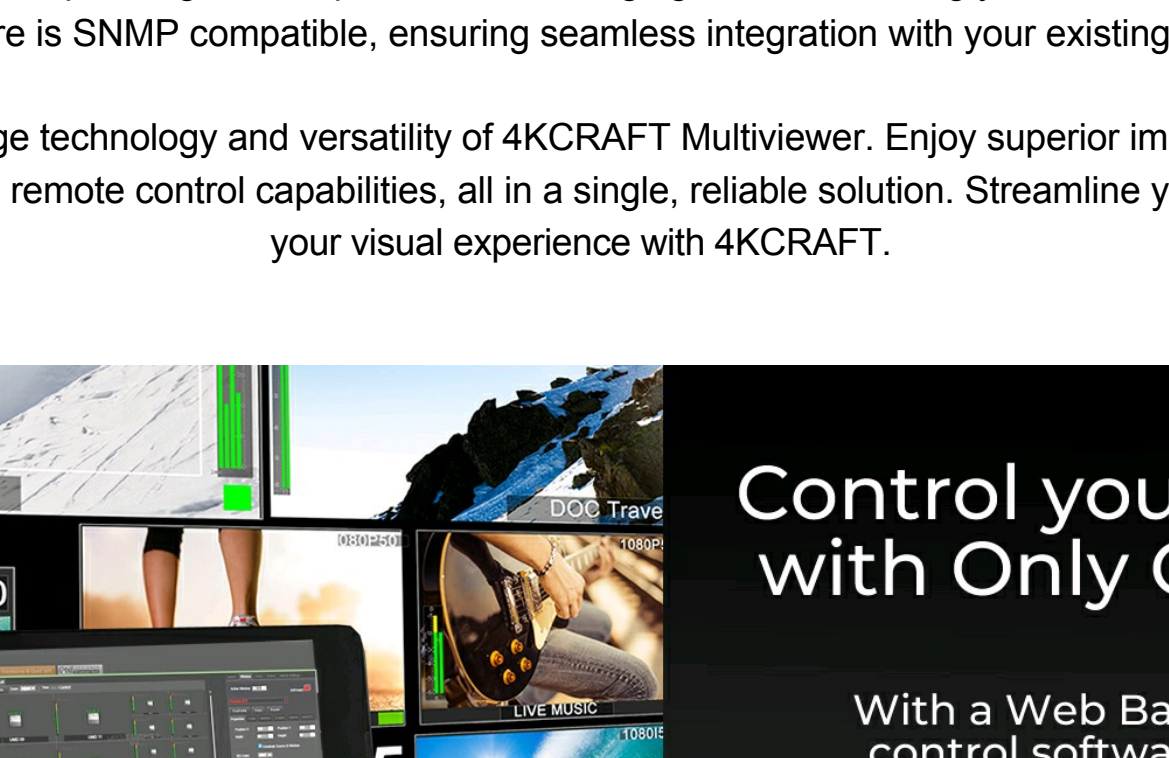 re is SNMP compatible, ensuring seamless integration with your existing
ge technology and versatility of 4KCRAFT Multiviewer. Enjoy superior im
remote control capabilities, all in a single, reliable solution. Streamline y
your visual experience with 4KCRAFT.
DOC Trave
080P50
1080P
LIVE MUSIC
1080I5
Control you
with Only
With a Web Ba
control softwa